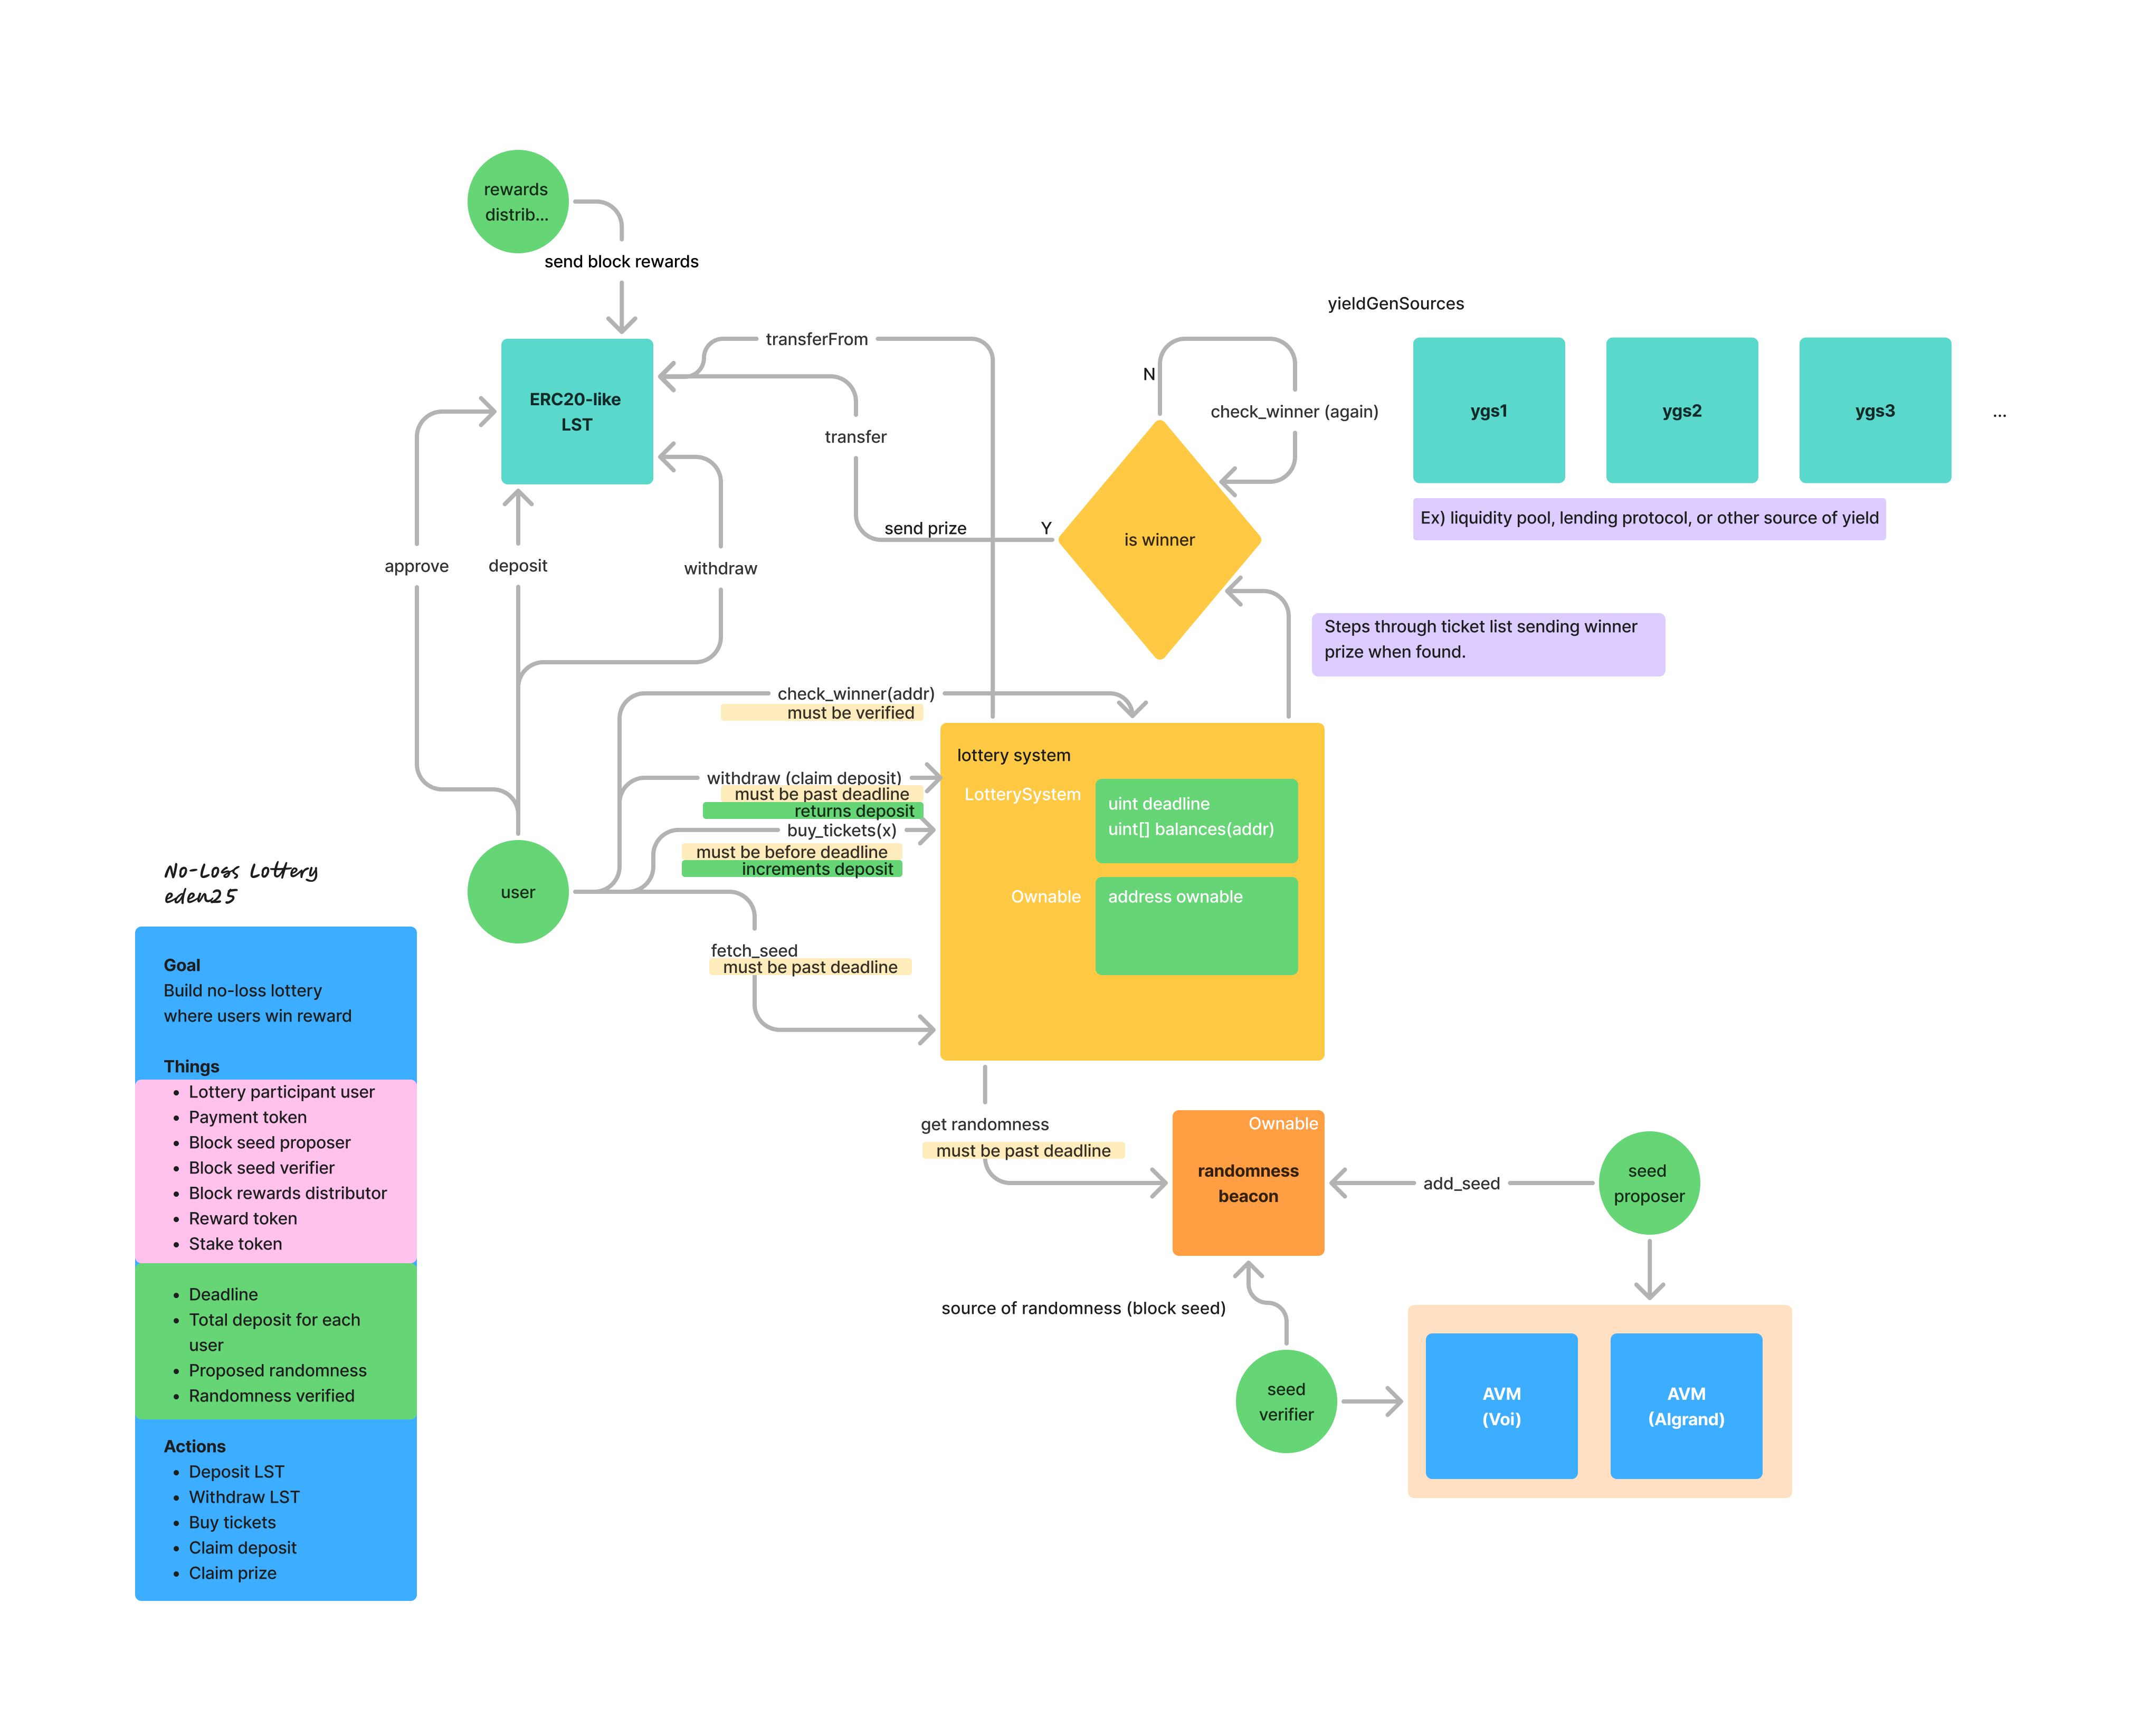 rewards
distrib...
send block rewards
yieldGenSources
transferFrom
N
ERC20-like
LST
check_winner (again)
ygs1
ygs2
ygs3
...
transfer
Ex) liquidity pool, lending protocol, or other source of yield
send prize
Y
is winner
approve
deposit
withdraw
Steps through ticket list sending winner
prize when found.
check_winner(addr)
must be verified
lottery system
withdraw (claim deposit)
must be past deadline
returns deposit
LotterySystem
uint deadline
uint[] balances(addr)
buy_tickets(x)
must be before deadline
increments deposit
Ownable
address ownable
user
No-Loss Lottery
eden25
fetch_seed
must be past deadline
Goal
Build no-loss lottery
where users win reward
Things
• Lottery participant user
• Payment token
• Block seed proposer
• Block seed verifier
• Block rewards distributor
• Reward token
• Stake token
• Deadline
• Total deposit for each
user
• Proposed randomness
• Randomness verified
Actions
• Deposit LST
• Withdraw LST
• Buy tickets
• Claim deposit
• Claim prize
get randomness
must be past deadline
Ownable
randomness
beacon
add_seed
seed
proposer
source of randomness (block seed)
seed
verifier
AVM
(Voi)
AVM
(Algrand)